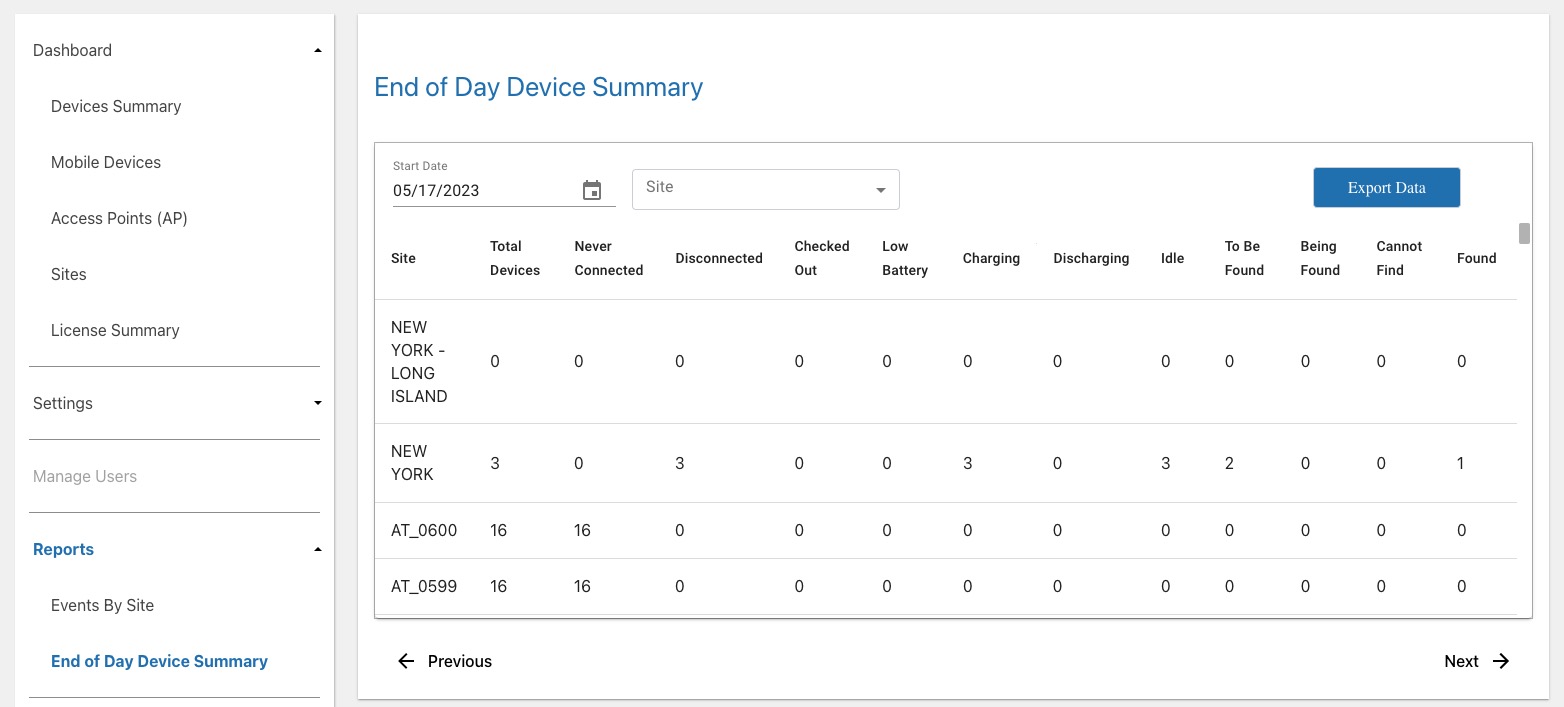 Dashboard
Devices Summary
Mobile Devices
Access Points (AP)
Sites
License Summary
Settings
Manage Users
Reports
Events By Site
End of Day Device Summary
End of Day Device Summary
Start Date
05/17/2023
Site
Export Data
Site Total Devices Never Connected Disconnected Checked Out Low Battery Charging Discharging Idle To Be Found Being Found Cannot Find Found
NEW YORK - LONG ISLAND 0 0 0 0 0 0 0 0 0 0 0 0
NEW YORK 3 0 3 0 0 3 0 3 2 0 0 1
AT_0600 16 16 0 0 0 0 0 0 0 0 0 0
AT_0599 16 16 0 0 0 0 0 0 0 0 0 0
Previous
Next